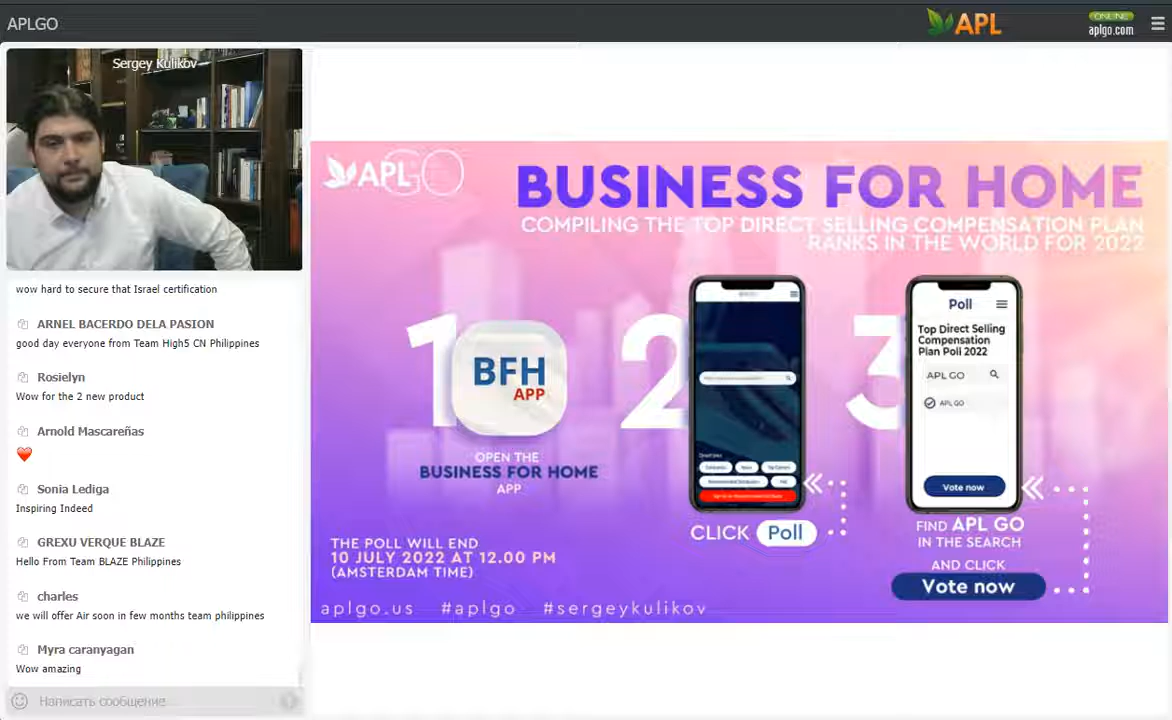 APLGO
APL
ONLINE
aplgo.com
Sergey Kulikov
wow hard to secure that Israel certification
ARNEL BACERDO DELA PASION
good day everyone from Team High5 CN Philippines
Rosielyn
Wow for the 2 new product
Arnold Mascareñas
Sonia Lediga
Inspiring Indeed
GREXU VERQUE BLAZE
Hello From Team BLAZE Philippines
charles
we will offer Air soon in few months team philippines
Myra caranyagan
Wow amazing
Написать сообщение
APLGO
BUSINESS FOR HOME
COMPILING THE TOP DIRECT SELLING COMPENSATION PLAN
RANKS IN THE WORLD FOR 2022
1
BFH
APP
OPEN THE
BUSINESS FOR HOME
APP
2
CLICK Poll
3
Poll
Top Direct Selling
Compensation
Plan Poll 2022
APL GO
APL GO
Vote now
FIND APL GO
IN THE SEARCH
AND CLICK
Vote now
THE POLL WILL END
10 JULY 2022 AT 12.00 PM
(AMSTERDAM TIME)
aplgo.us #aplgo #sergeykulikov